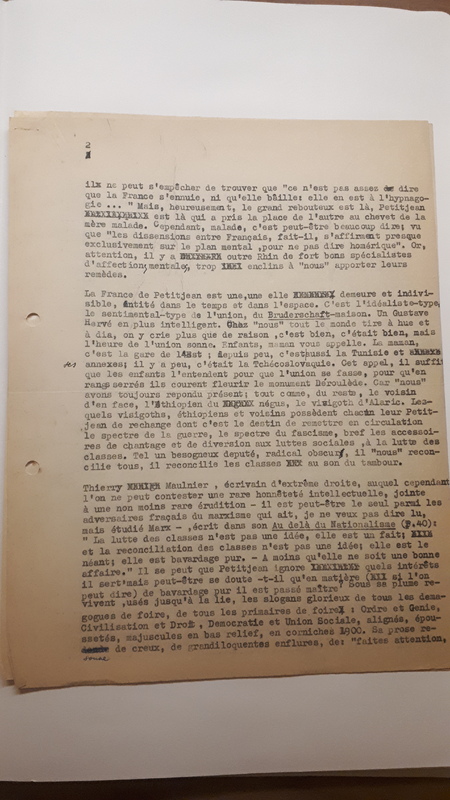 2
ilx ne peut s'empêcher de trouver que "ce n'est pas assez de dire
que la France s'ennuie, ni qu'elle bâille: elle en est à l'hypnago-
gie ... " Mais, heureusement, le grand rebouteux est là, Petitjean
est là qui a pris la place de l'autre au chevet de la
mère malade. Cependant, malade, c'est peut-être beaucoup dire; vu
que "les dissensions entre Français, fait-il, s'affirment presque
exclusivement sur le plan mental ,pour ne pas dire homérique". Or,
attention, il y a outre Rhin de fort bons spécialistes
d'affection mentale, trop enclins à "nous" apporter leurs
remèdes.
La France de Petitjean est une,une elle demeure et indivi-
sible, éntité dans le temps et dans l'espace. C'est l'idéaliste-type,
le sentimental-type de l'union, du Bruderschaft-maison. Un Gustave
Hervé en plus intelligent. Chez "nous" tout le monde tire à hue et
à dia, on y crie plus que de raison ,c'est bien, c'était bien, mais
l'heure de l'union sonne. Enfants, maman vous appelle. La maman,
c'est la gare de l'Est ; depuis peu, c'est aussi la Tunisie et
ses annexes; il y a peu, c'était la Tchécoslovaquie. Cet appel, il suffit
que les enfants l'entendent pour que l'union se fasse, pour qu'en
rangs serrés ils courent fleurir le monument Déroulède. Car "nous"
avons toujours repondu présent; tout comme, du reste, le voisin
d'en face, l'éthiopien du négus, le visigoth d'Alaric. Les-
quels visigoths, éthiopiens et voisins possèdent chacun leur Petit-
jean de rechange dont c'est le destin de remettre en circulation
le spectre de la guerre, le spectre du fascisme, bref les accessoi-
res de chantage et de diversion aux luttes sociales ,à la lutte des
classes. Tel un besogneux deputé, radical obscur, il "nous" recon-
cilie tous, il reconcilie les classes au son du tambour.
Thierry Maulnier , écrivain d'extrême droite, auquel cependant
l'on ne peut contester une rare honnêteté intellectuelle, jointe
à une non moins rare érudition - il est peut-être le seul parmi les
adversaires fraçais du marxisme qui ait, je ne veux pas dire lu,
mais étudié Marx - ,écrit dans son Au delà du Nationalisme (P.40):
" La lutte des classes n'est pas une idée, elle est un fait;
et la reconciliation des classes n'est pas une idée; elle est le
néant; elle est bavardage pur, - à moins qu'elle ne soit une bonne
affaire." Il se peut que Petitjean ignore quels intérêts
il sert mais peut-être se doute -t-il qu'en matière ( si l'on
peut dire) de bavardage pur il est passé maître, Sous sa plume re-
vivent ,usés jusqu'à la lie, les slogans glorieux de tous les dema-
gogues de foire, de tous les primaires de foire : Ordre et Genie,
Civilisation et Droit, Democratie et Union Sociale, alignés, épou-
ssetés, majuscules en bas relief, en corniches 1900. Sa prose re-
de creux, de grandiloquentes enflures, de: "faites attention,